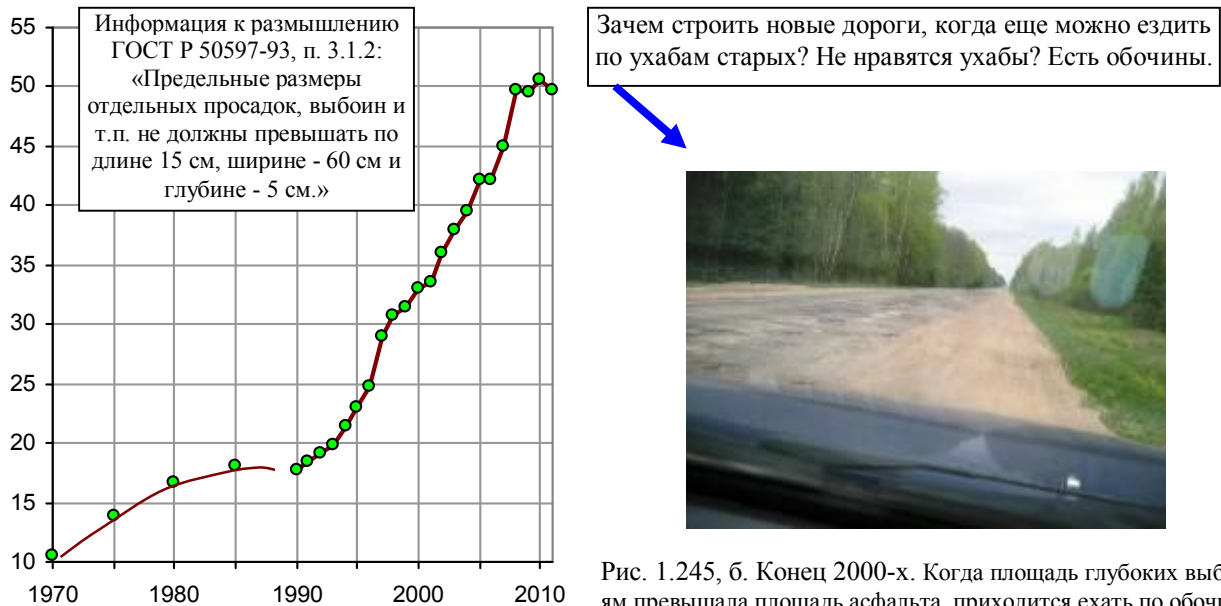 Информация к размышлению
ГОСТ Р 50597-93, п. 3.1.2:
«Предельные размеры
отдельных просадок, выбоин и
т.п. не должны превышать по
длине 15 см, ширине - 60 см и
глубине - 5 см.»
55
50
45
40
35
30
25
20
15
10
1970
1980
1990
2000
2010
Зачем строить новые дороги, когда еще можно ездить
по ухабам старых? Не нравятся ухабы? Есть обочины.
Рис. 1.245, б. Конец 2000-х. Когда площадь глубоких выб
ям превышала площадь асфальта, приходится ехать по обочи